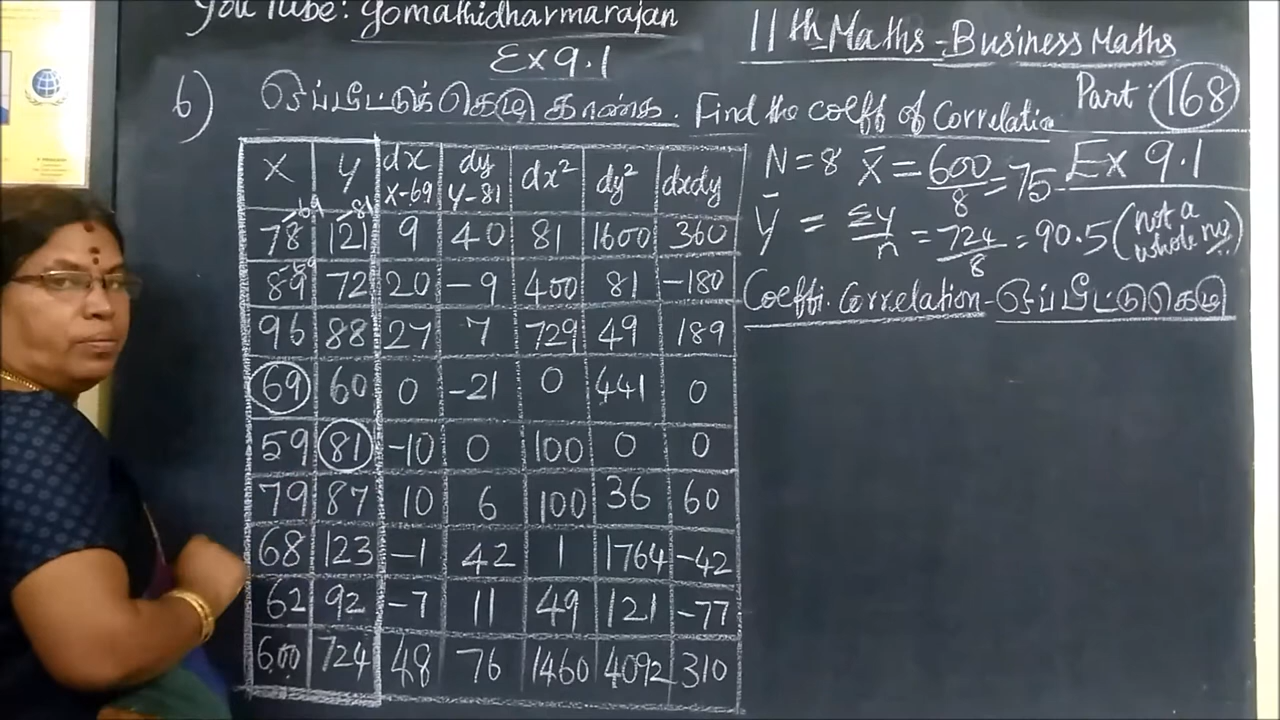 YouTube: Gomathidharmarajan
11th Maths - Business Maths
Ex 9.1
Part: 168
6) ஒட்டுறவுக்கெழு காண்க. Find the coeff of Correlation
X y dx X-69 dy Y-81 dx² dy² dxdy
78 121 9 40 81 1600 360
89 72 20 -9 400 81 -180
96 88 27 7 729 49 189
69 60 0 -21 0 441 0
59 81 -10 0 100 0 0
79 87 10 6 100 36 60
68 123 -1 42 1 1764 -42
62 92 -7 11 49 121 -77
600 724 48 76 1460 4092 310
N = 8 X̄ = 600/8 = 75 Ex 9.1
Ȳ = Σy/n = 724/8 = 90.5 (not a whole no)
Coeffi. Correlation -